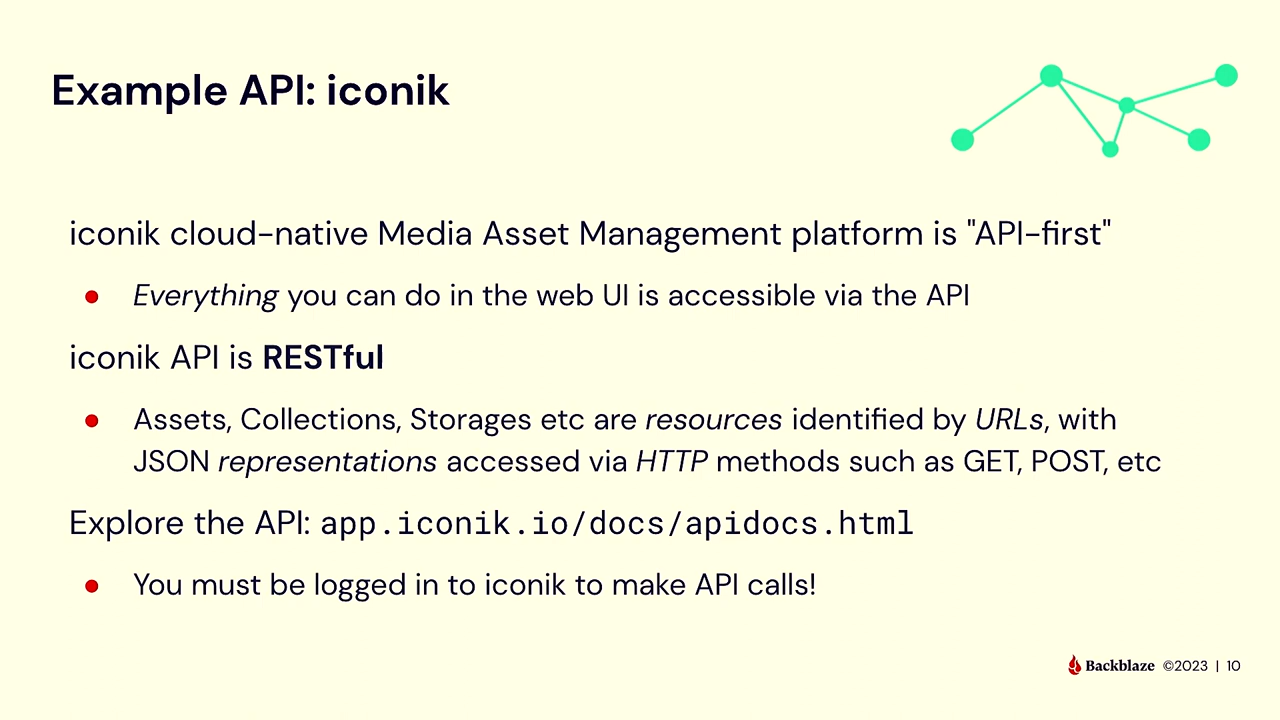 Example API: iconik
iconik cloud-native Media Asset Management platform is "API-first"
● Everything you can do in the web UI is accessible via the API
iconik API is RESTful
● Assets, Collections, Storages etc are resources identified by URLs, with
JSON representations accessed via HTTP methods such as GET, POST, etc
Explore the API: app.iconik.io/docs/apidocs.html
● You must be logged in to iconik to make API calls!
Backblaze ©2023 | 10